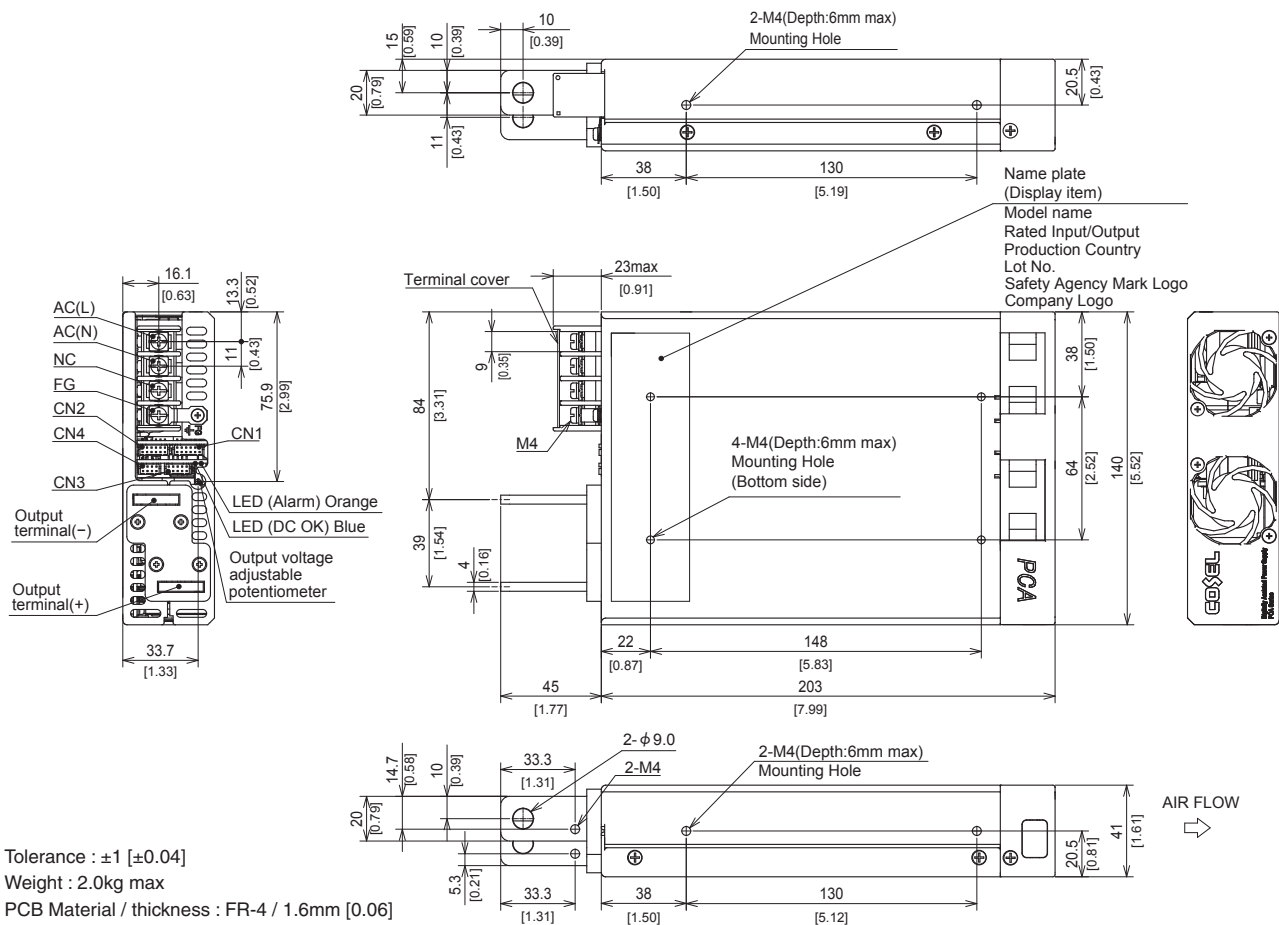 10
[0.39]
2-M4(Depth:6mm max)
Mounting Hole
15
[0.59]
10
[0.39]
20
[0.79]
11
[0.43]
20.5
[0.43]
38
[1.50]
130
[5.19]
Name plate
(Display item)
Model name
Rated Input/Output
Production Country
Lot No.
Safety Agency Mark Logo
Company Logo
16.1
[0.63]
13.3
[0.52]
AC(L)
AC(N)
NC
FG
CN2
CN4
CN3
CN1
11
[0.43]
75.9
[2.99]
LED (Alarm) Orange
LED (DC OK) Blue
Output
terminal(−)
Output voltage
adjustable
potentiometer
Output
terminal(+)
33.7
[1.33]
Terminal cover
23max
[0.91]
9
[0.35]
84
[3.31]
M4
4-M4(Depth:6mm max)
Mounting Hole
(Bottom side)
38
[1.50]
64
[2.52]
140
[5.52]
39
[1.54]
4
[0.16]
PCA
22
[0.87]
148
[5.83]
45
[1.77]
203
[7.99]
COSEL
2-ϕ9.0
2-M4
2-M4(Depth:6mm max)
Mounting Hole
33.3
[1.31]
14.7
[0.58]
10
[0.39]
20
[0.79]
5.3
[0.21]
33.3
[1.31]
38
[1.50]
130
[5.12]
20.5
[0.81]
41
[1.61]
AIR FLOW
Tolerance : ±1 [±0.04]
Weight : 2.0kg max
PCB Material / thickness : FR-4 / 1.6mm [0.06]